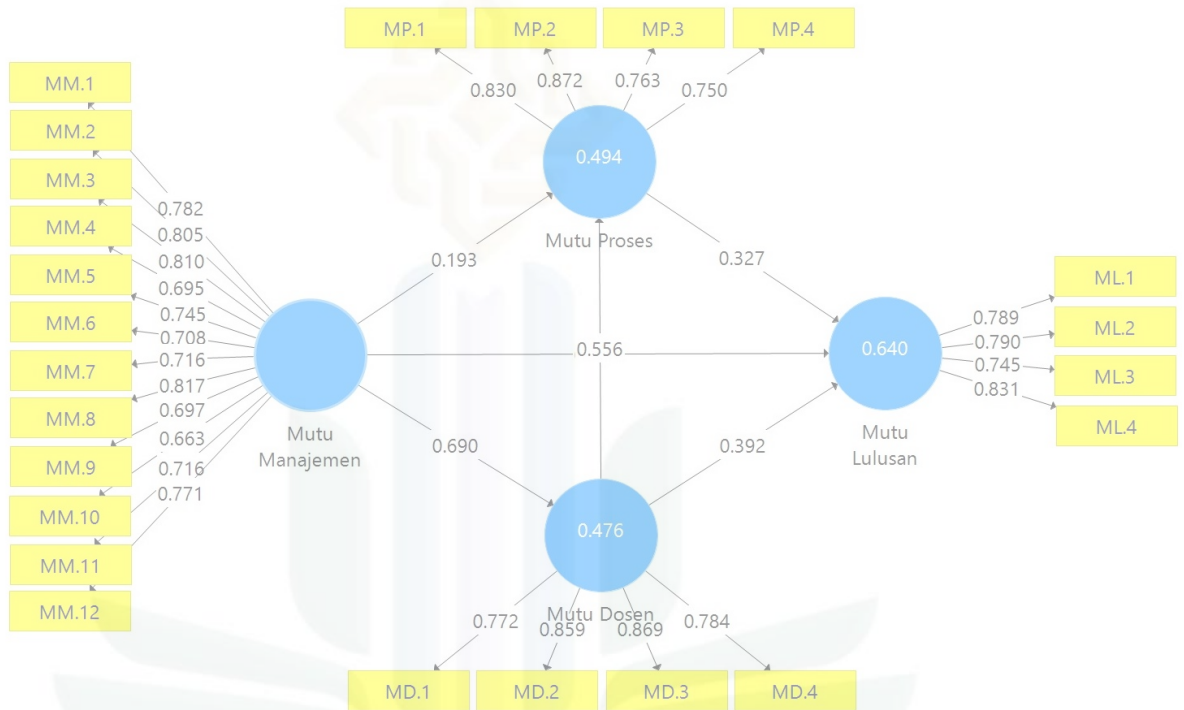 MP.1
MP.2
MP.3
MP.4
0.830
0.872
0.763
0.750
MM.1
MM.2
MM.3
MM.4
MM.5
MM.6
MM.7
MM.8
MM.9
MM.10
MM.11
MM.12
0.782
0.805
0.810
0.695
0.745
0.708
0.716
0.817
0.697
0.663
0.716
0.771
Mutu
Manajemen
0.494
Mutu Proses
0.193
0.327
0.556
0.690
0.392
0.640
Mutu
Lulusan
0.789
0.790
0.745
0.831
ML.1
ML.2
ML.3
ML.4
0.476
Mutu Dosen
0.772
0.859
0.869
0.784
MD.1
MD.2
MD.3
MD.4